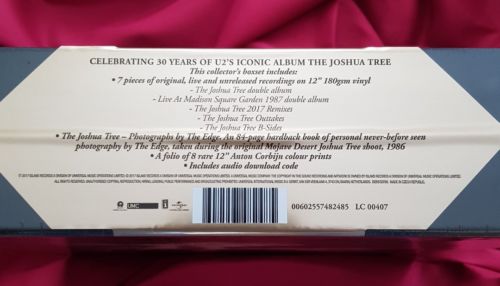 CELEBRATING 30 YEARS OF U2'S ICONIC ALBUM THE JOSHUA TREE
This collector's boxset includes:
• 7 pieces of original, live and unreleased recordings on 12" 180gsm vinyl
- The Joshua Tree double album
- Live At Madison Square Garden 1987 double album
- The Joshua Tree 2017 Remixes
- The Joshua Tree Outtakes
- The Joshua Tree B-Sides
• The Joshua Tree – Photographs by The Edge. An 84-page hardback book of personal never-before seen
photography by The Edge, taken during the original Mojave Desert Joshua Tree shoot, 1986
• A folio of 8 rare 12" Anton Corbijn colour prints
• Includes audio download code
UMC
00602557482485 LC 00407